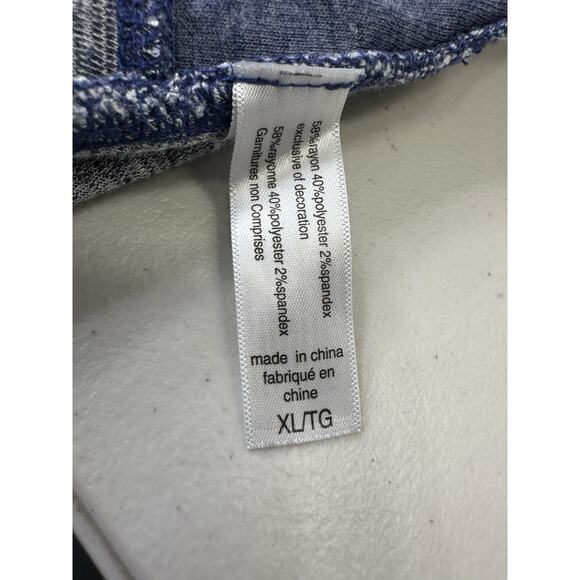 58%rayon 40%polyester 2%spandex
exclusive of decoration
58%rayonne 40%polyester 2%spandex
Garnitures non Comprises
made in china
fabriqué en
chine
XL/TG